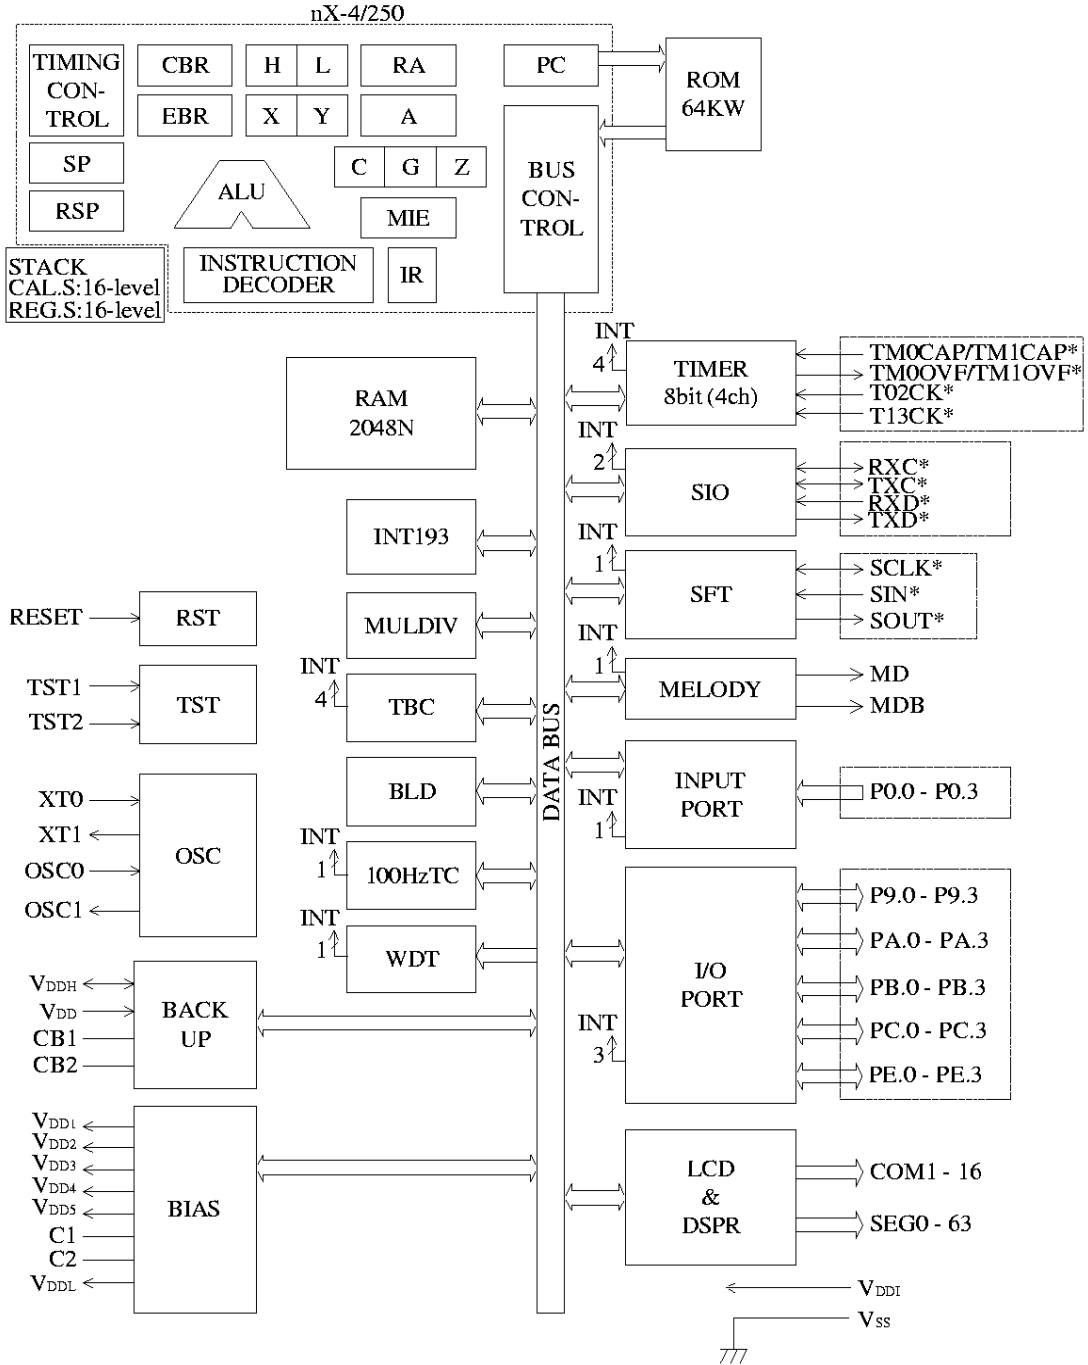 nX-4/250
TIMING
CON-
TROL
CBR
H
L
RA
PC
ROM
64KW
EBR
X
Y
A
SP
C
G
Z
BUS
CON-
TROL
ALU
RSP
MIE
STACK
CAL.S:16-level
REG.S:16-level
INSTRUCTION
DECODER
IR
DATA BUS
RAM
2048N
INT193
MULDIV
INT
4
TBC
BLD
INT
1
100HzTC
INT
1
WDT
RESET
RST
TST1
TST2
TST
XT0
XT1
OSC0
OSC1
OSC
VDDH
VDD
CB1
CB2
BACK
UP
VDD1
VDD2
VDD3
VDD4
VDD5
C1
C2
VDDL
BIAS
INT
4
TIMER
8bit (4ch)
TM0CAP/TM1CAP*
TM0OVF/TM1OVF*
T02CK*
T13CK*
INT
2
SIO
RXC*
TXC*
RXD*
TXD*
INT
1
SFT
SCLK*
SIN*
SOUT*
INT
1
MELODY
MD
MDB
INPUT
PORT
INT
1
P0.0 - P0.3
I/O
PORT
INT
3
P9.0 - P9.3
PA.0 - PA.3
PB.0 - PB.3
PC.0 - PC.3
PE.0 - PE.3
LCD
&
DSPR
COM1 - 16
SEG0 - 63
VDDI
VSS